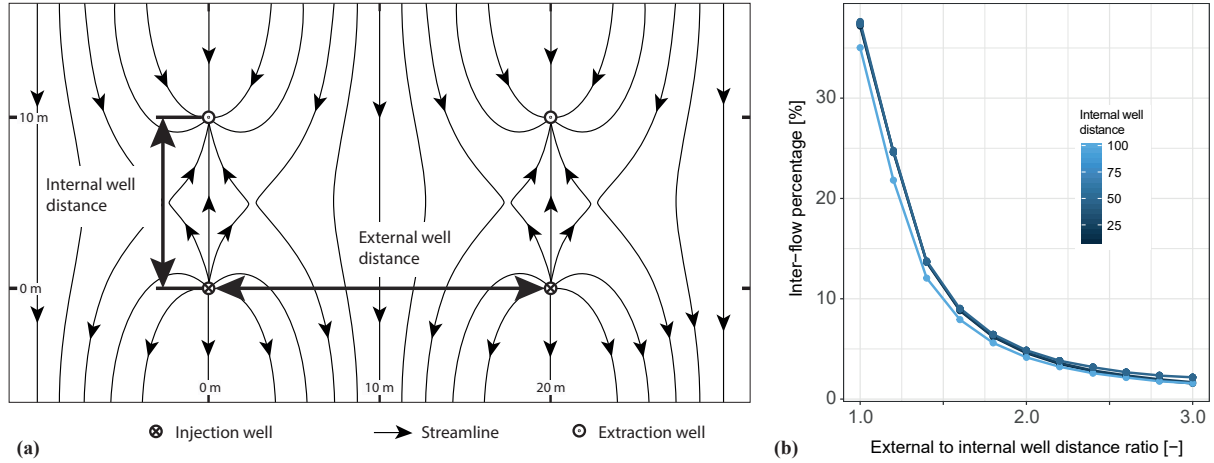 10 m
Internal well
distance
External well
distance
0 m
0 m
10 m
20 m
(a)
Injection well
Streamline
Extraction well
Inter-flow percentage [%]
30
20
10
0
Internal well
distance
100
75
50
25
1.0
2.0
3.0
(b)
External to internal well distance ratio [−]